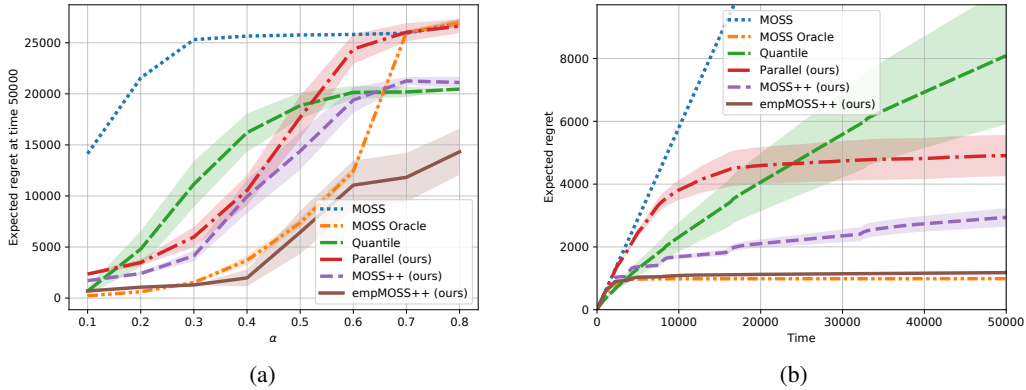 Expected regret at time 50000
25000
20000
15000
10000
5000
0
0.1 0.2 0.3 0.4 0.5 0.6 0.7 0.8
α
MOSS
MOSS Oracle
Quantile
Parallel (ours)
MOSS++ (ours)
empMOSS++ (ours)
(a)
Expected regret
8000
6000
4000
2000
0
0 10000 20000 30000 40000 50000
Time
MOSS
MOSS Oracle
Quantile
Parallel (ours)
MOSS++ (ours)
empMOSS++ (ours)
(b)